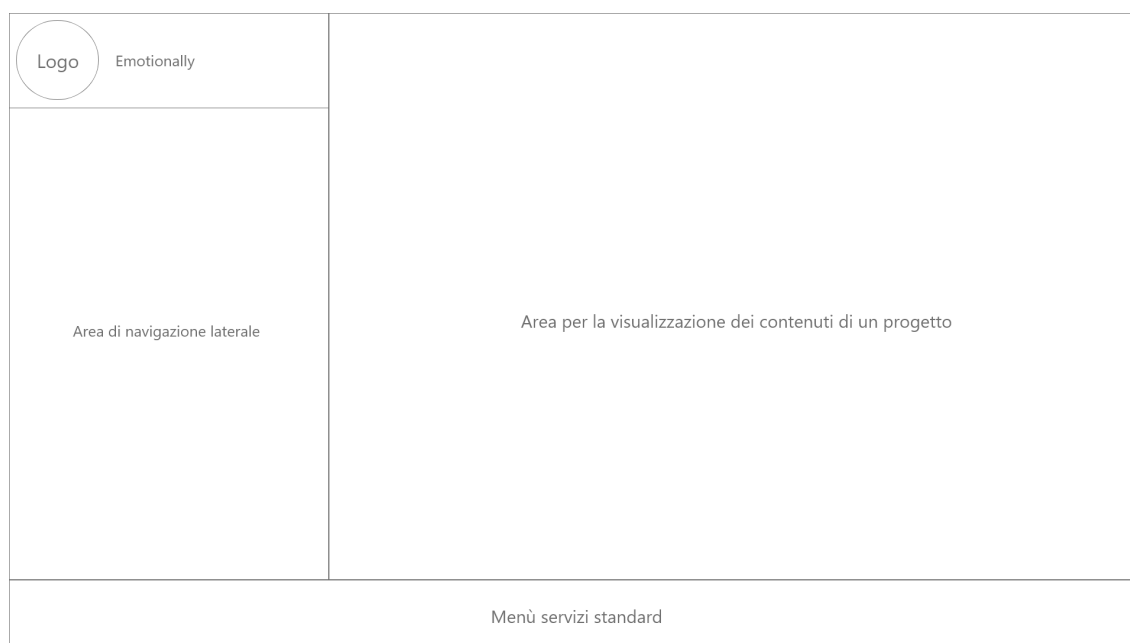 Logo
Emotionally
Area di navigazione laterale
Area per la visualizzazione dei contenuti di un progetto
Menù servizi standard